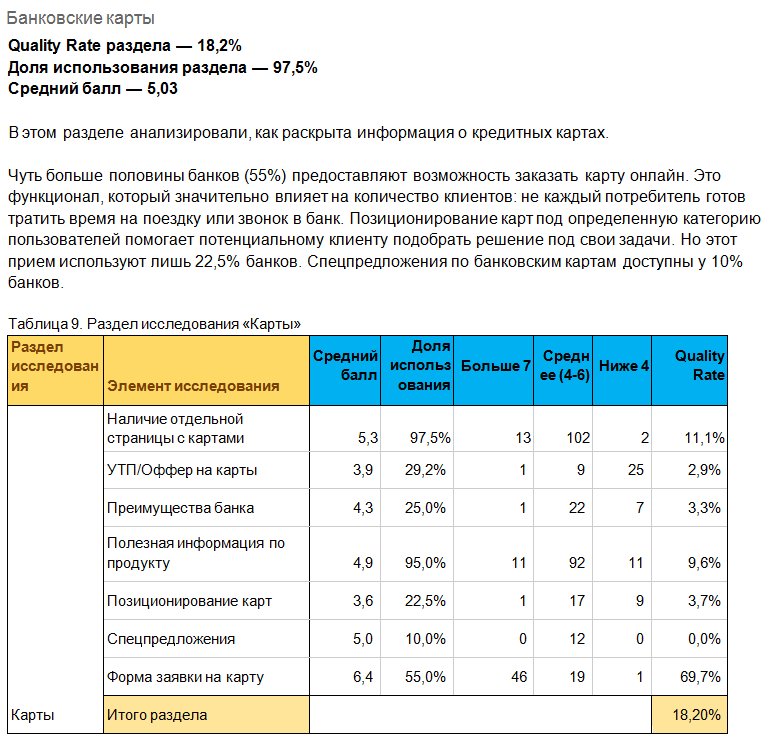 Банковские карты
Quality Rate раздела — 18,2%
Доля использования раздела — 97,5%
Средний балл — 5,03
В этом разделе анализировали, как раскрыта информация о кредитных картах.
Чуть больше половины банков (55%) предоставляют возможность заказать карту онлайн. Это
функционал, который значительно влияет на количество клиентов: не каждый потребитель готов
тратить время на поездку или звонок в банк. Позиционирование карт под определенную категорию
пользователей помогает потенциальному клиенту подобрать решение под свои задачи. Но этот
прием используют лишь 22,5% банков. Спецпредложения по банковским картам доступны у 10%
банков.
Таблица 9. Раздел исследования «Карты»
Раздел
исследован
ия
Элемент исследования
Средний
балл
Доля
использ
ования
Больше 7
Средн
ее (4-6)
Ниже 4
Quality
Rate
Наличие отдельной
страницы с картами 5,3 97,5% 13 102 2 11,1%
УТП/Оффер на карты 3,9 29,2% 1 9 25 2,9%
Преимущества банка 4,3 25,0% 1 22 7 3,3%
Полезная информация по
продукту 4,9 95,0% 11 92 11 9,6%
Позиционирование карт 3,6 22,5% 1 17 9 3,7%
Спецпредложения 5,0 10,0% 0 12 0 0,0%
Форма заявки на карту 6,4 55,0% 46 19 1 69,7%
Карты Итого раздела 18,20%